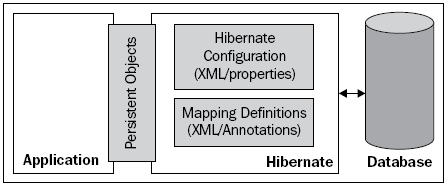 Persistent Objects
Hibernate
Configuration
(XML/properties)
Mapping Definitions
(XML/Annotations)
Application
Hibernate
Database